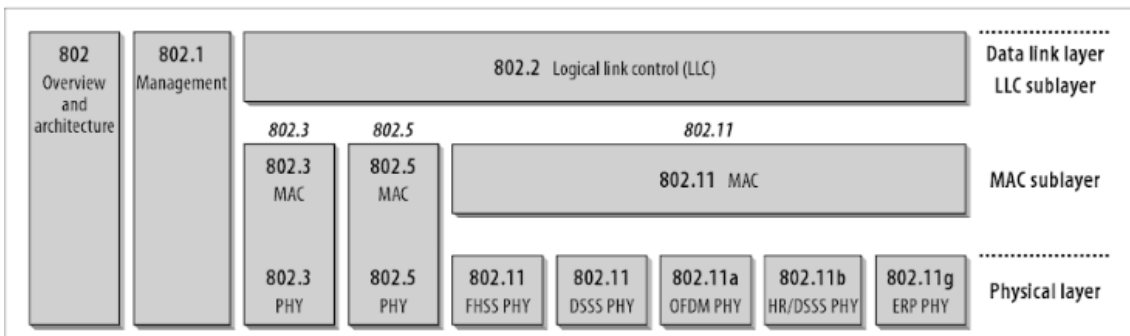 802
Overview
and
architecture
802.1
Management
802.2 Logical link control (LLC)
Data link layer
LLC sublayer
802.3
802.5
802.11
802.3
MAC
802.5
MAC
802.11 MAC
MAC sublayer
802.3
PHY
802.5
PHY
802.11
FHSS PHY
802.11
DSSS PHY
802.11a
OFDM PHY
802.11b
HR/DSSS PHY
802.11g
ERP PHY
Physical layer